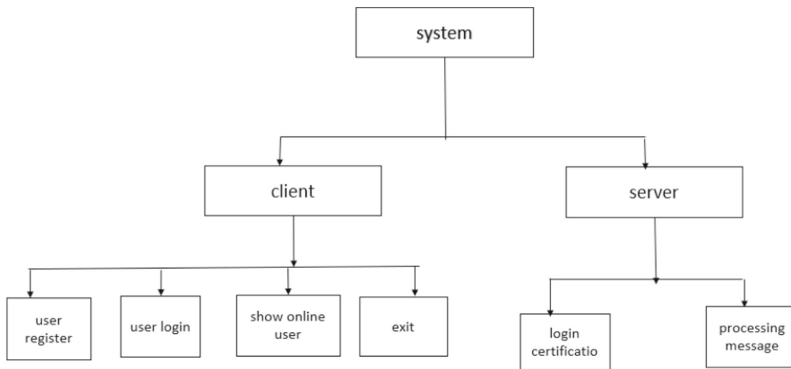 system
client
server
user
register
user login
show online
user
exit
login
certificatio
processing
message